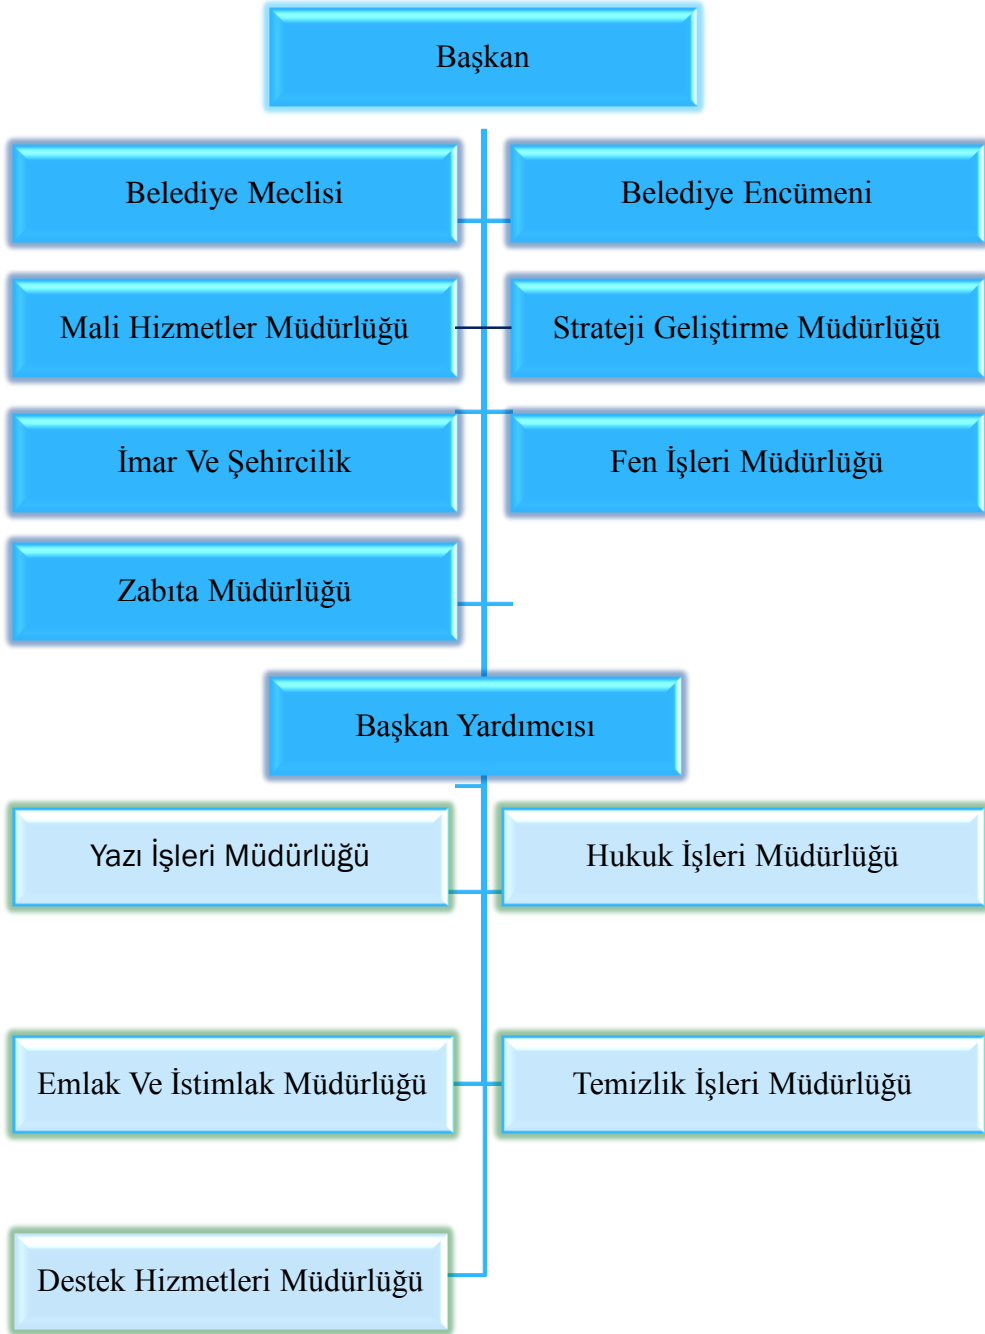 Başkan
Belediye Meclisi
Belediye Encümeni
Mali Hizmetler Müdürlüğü
Strateji Geliştirme Müdürlüğü
İmar Ve Şehircilik
Fen İşleri Müdürlüğü
Zabıta Müdürlüğü
Başkan Yardımcısı
Yazı İşleri Müdürlüğü
Hukuk İşleri Müdürlüğü
Emlak Ve İstimlak Müdürlüğü
Temizlik İşleri Müdürlüğü
Destek Hizmetleri Müdürlüğü